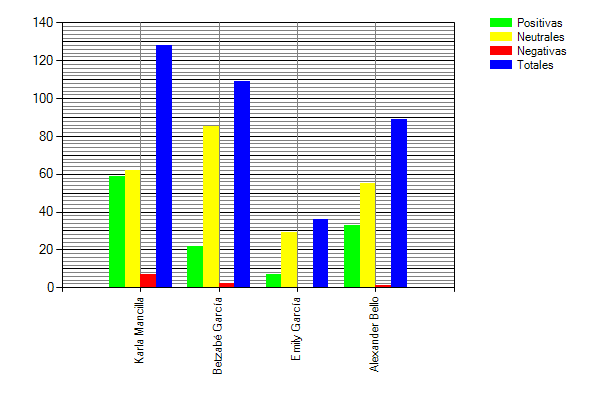 140
120
100
80
60
40
20
0
Karla Mancilla
Betzabé García
Emily García
Alexander Bello
Positivas
Neutrales
Negativas
Totales